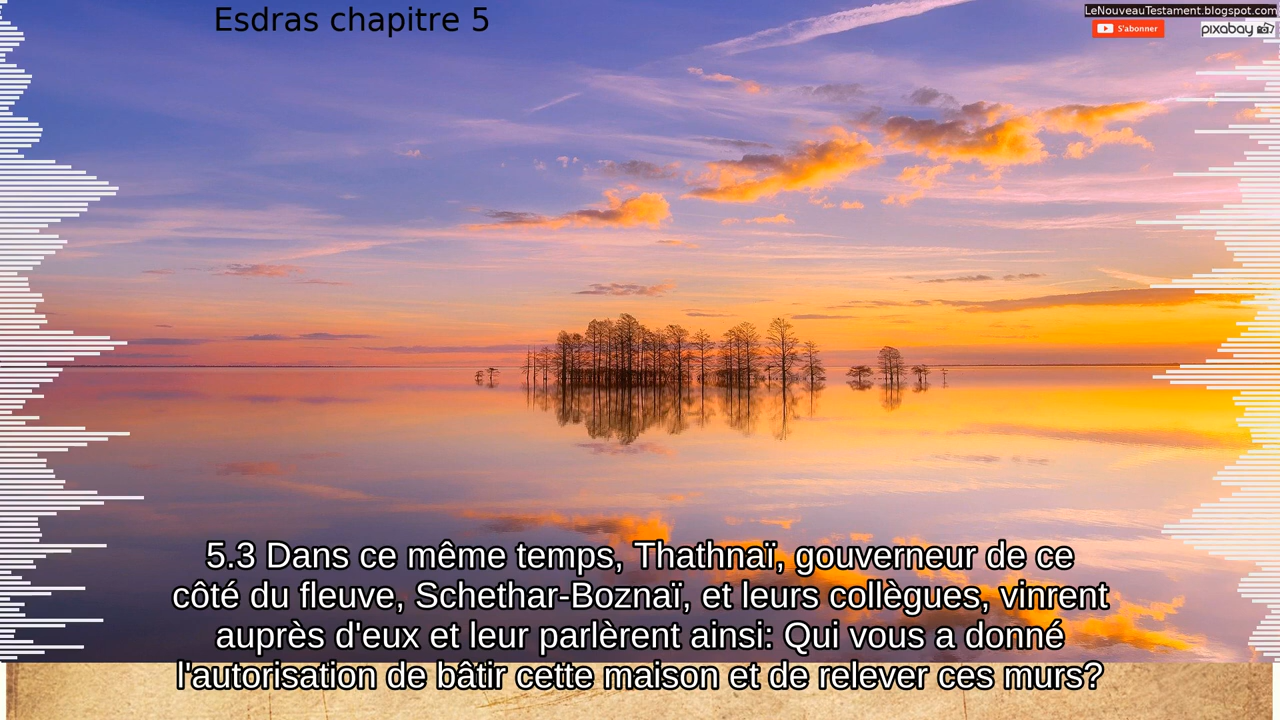 Esdras chapitre 5
LeNouveauTestament.blogspot.com
S'abonner
pixabay
5.3 Dans ce même temps, Thathnaï, gouverneur de ce
côté du fleuve, Schethar-Boznaï, et leurs collègues, vinrent
auprès d'eux et leur parlèrent ainsi: Qui vous a donné
l'autorisation de bâtir cette maison et de relever ces murs?